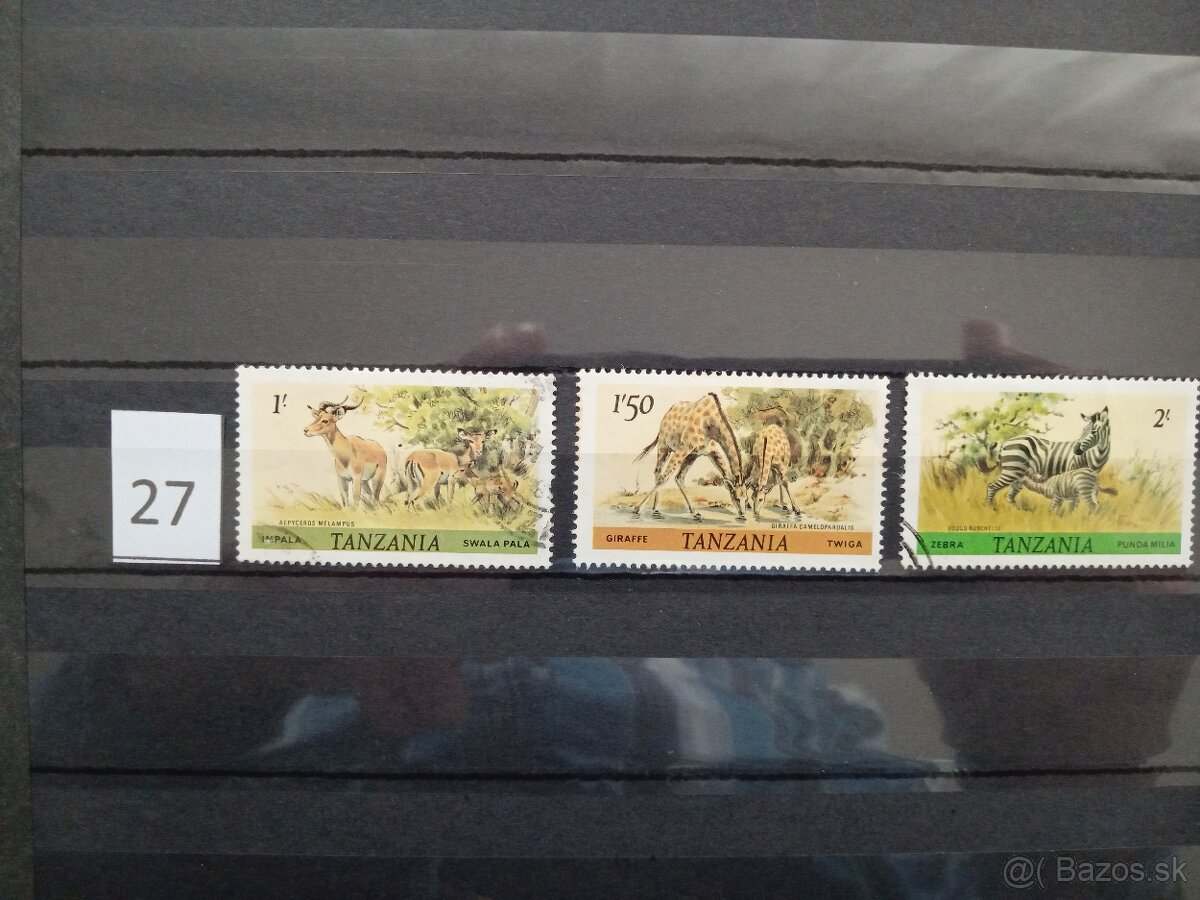 27
1'-
AEPYCEROS MELAMPUS
IMPALA TANZANIA SWALA PALA
1'50
GIRAFFA CAMELOPARDALIS
GIRAFFE TANZANIA TWIGA
2'-
EQUUS BURCHELLI
ZEBRA TANZANIA PUNDA MILIA
@( Bazos.sk